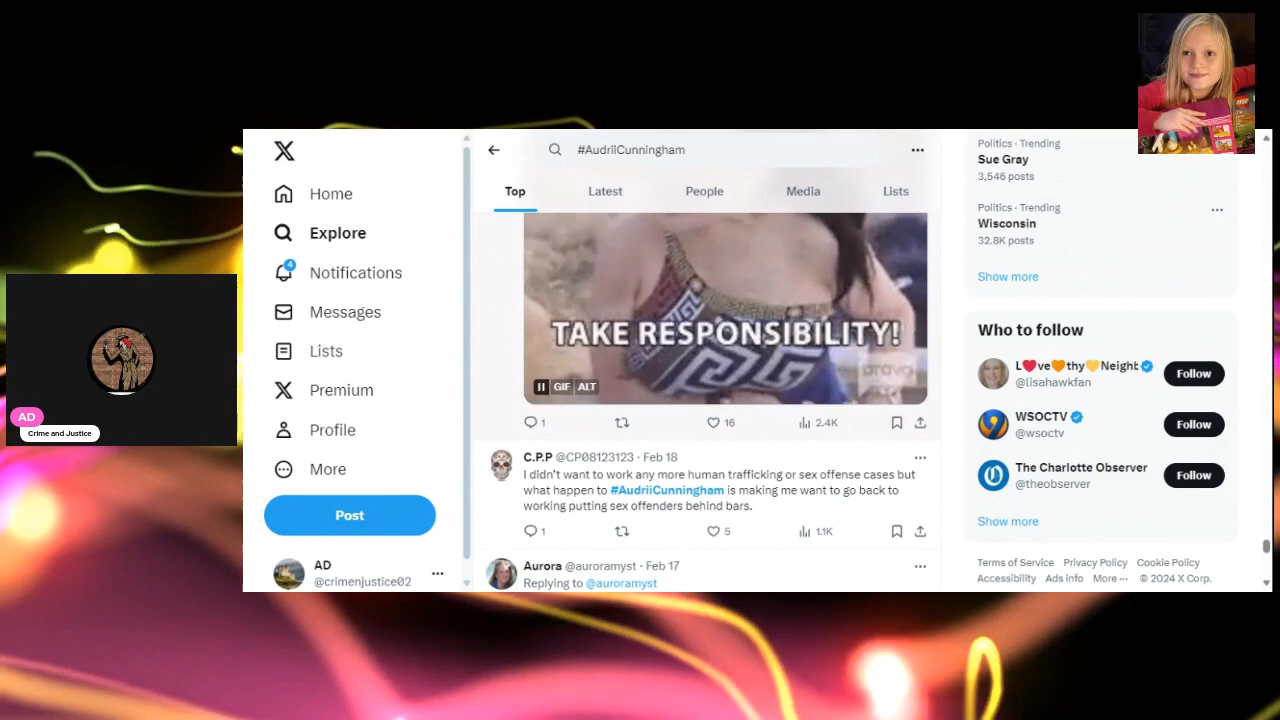 #AudriiCunningham
Home
Explore
4
Notifications
Messages
Lists
Premium
Profile
More
Post
AD
@crimenjustice02
AD
Crime and Justice
Top
Latest
People
Media
Lists
TAKE RESPONSIBILITY!
bravo
GIF
ALT
1
16
2.4K
C.P.P @CP08123123 · Feb 18
I didn't want to work any more human trafficking or sex offense cases but
what happen to #AudriiCunningham is making me want to go back to
working putting sex offenders behind bars.
1
5
1.1K
Aurora @auroramyst · Feb 17
Replying to @auroramyst
Politics · Trending
Sue Gray
3,546 posts
Politics · Trending
Wisconsin
32.8K posts
Show more
Who to follow
L❤️ve🧡thy💛Neight
@lisahawkfan
Follow
WSOCTV
@wsoctv
Follow
The Charlotte Observer
@theobserver
Follow
Show more
Terms of Service Privacy Policy Cookie Policy
Accessibility Ads info More ··· © 2024 X Corp.